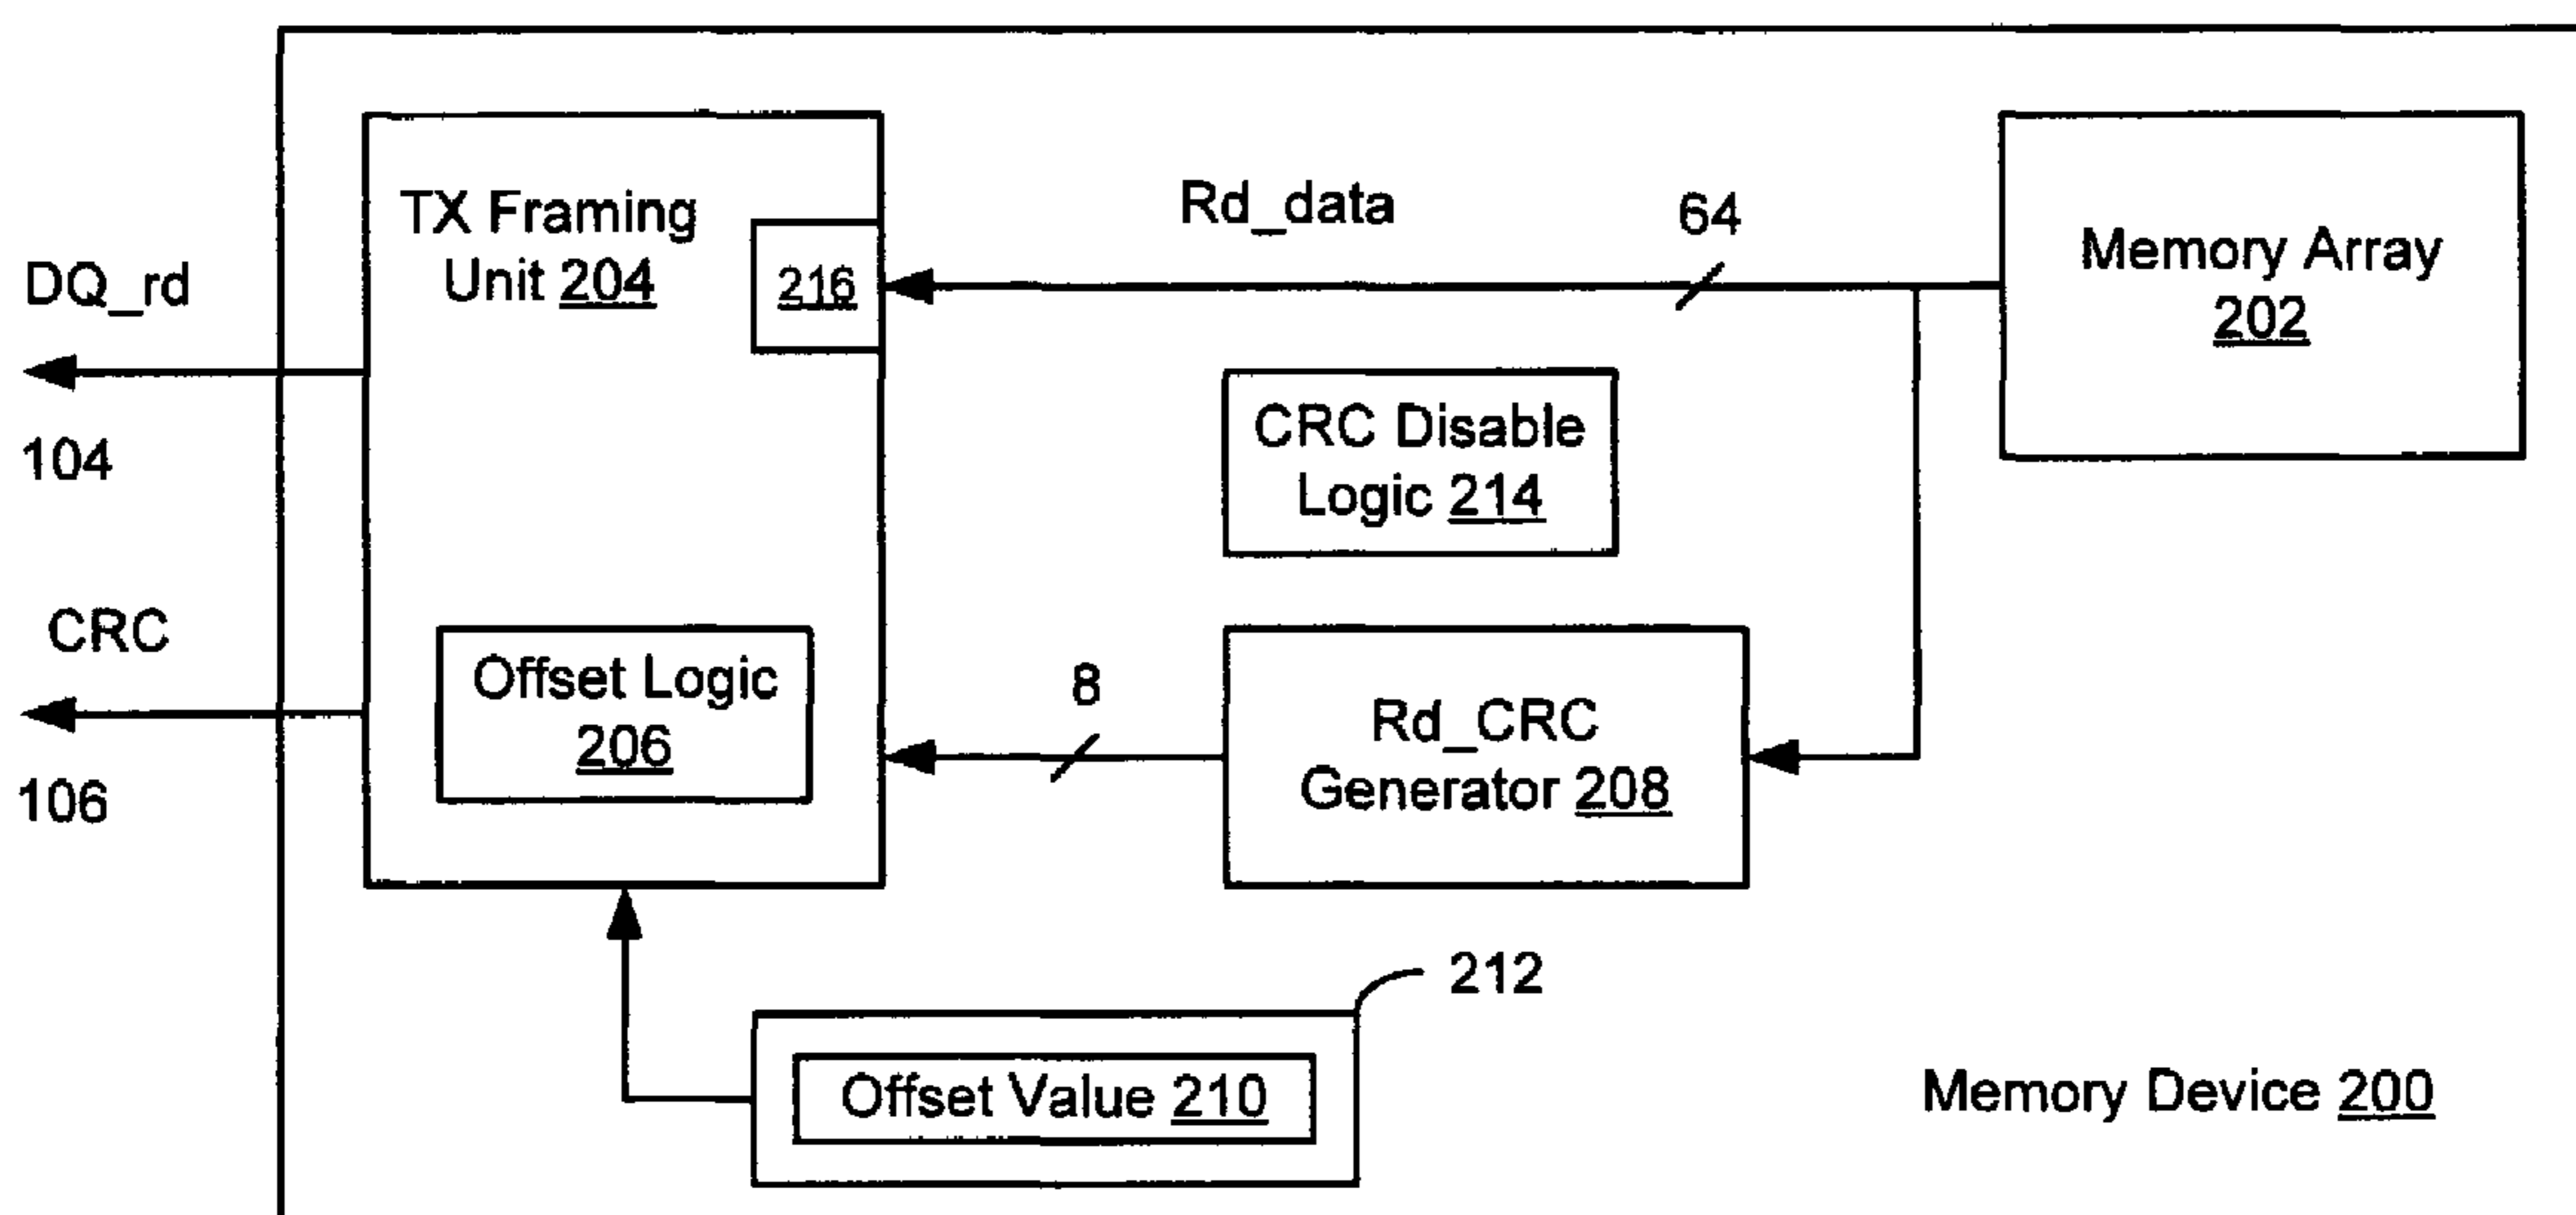 TX Framing
Unit 204
216
Rd_data
64
Memory Array
202
DQ_rd
104
CRC Disable
Logic 214
CRC
106
Offset Logic
206
8
Rd_CRC
Generator 208
212
Offset Value 210
Memory Device 200